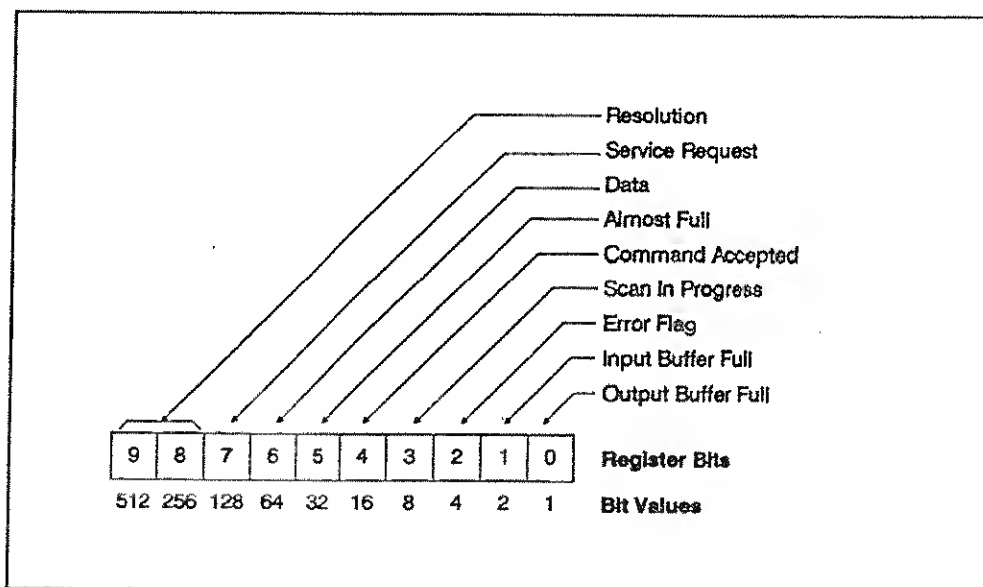 Resolution
Service Request
Data
Almost Full
Command Accepted
Scan In Progress
Error Flag
Input Buffer Full
Output Buffer Full
9 8 7 6 5 4 3 2 1 0 Register Bits
512 256 128 64 32 16 8 4 2 1 Bit Values